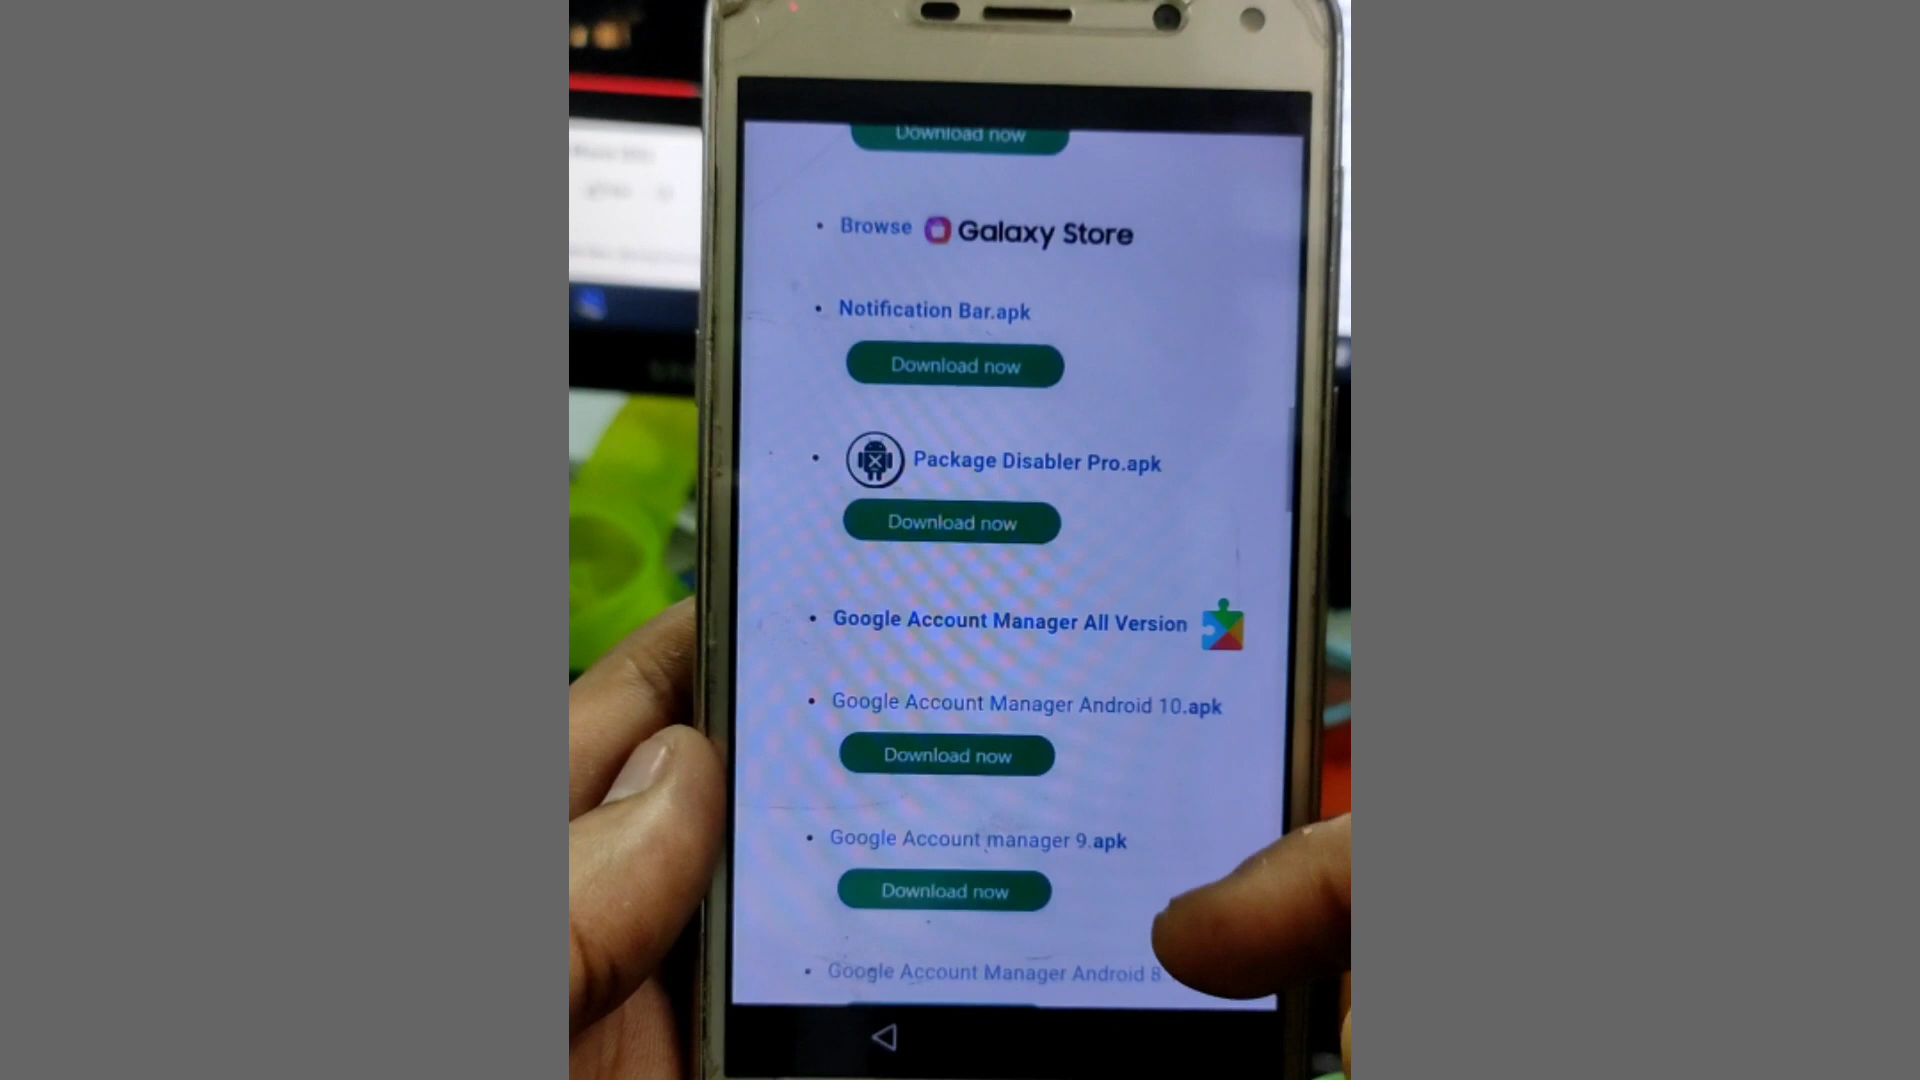 Download now
Browse Galaxy Store
Notification Bar.apk
Download now
Package Disabler Pro.apk
Download now
Google Account Manager All Version
Google Account Manager Android 10.apk
Download now
Google Account manager 9.apk
Download now
Google Account Manager Android 8